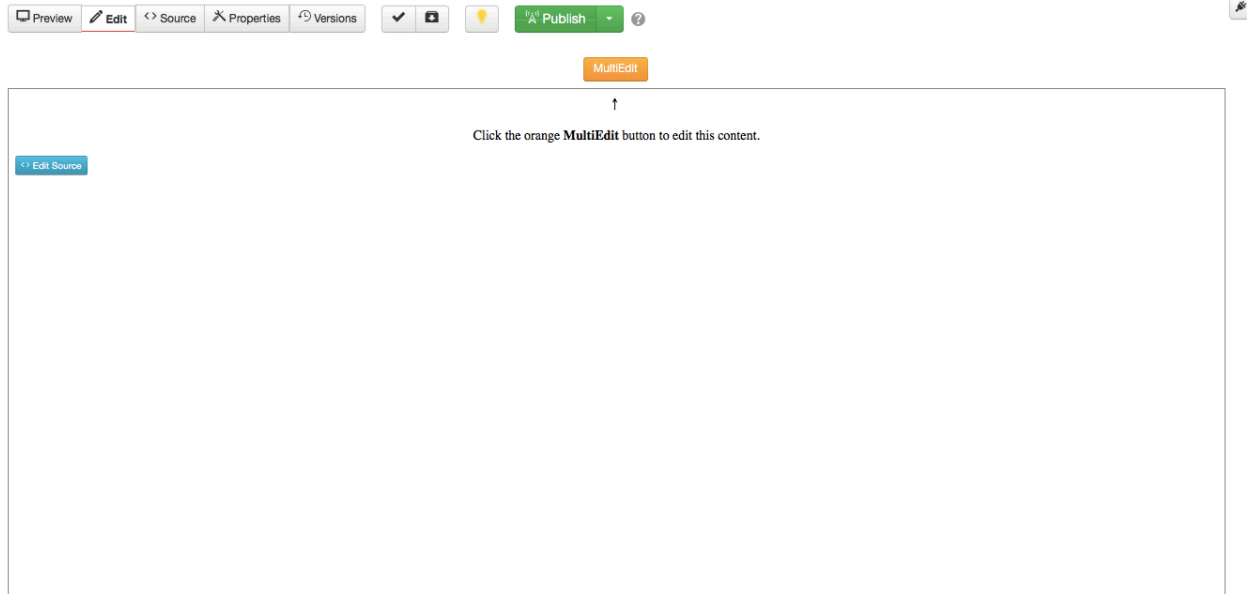 Preview Edit <> Source Properties Versions Publish ?
MultiEdit
↑
Click the orange MultiEdit button to edit this content.
<> Edit Source